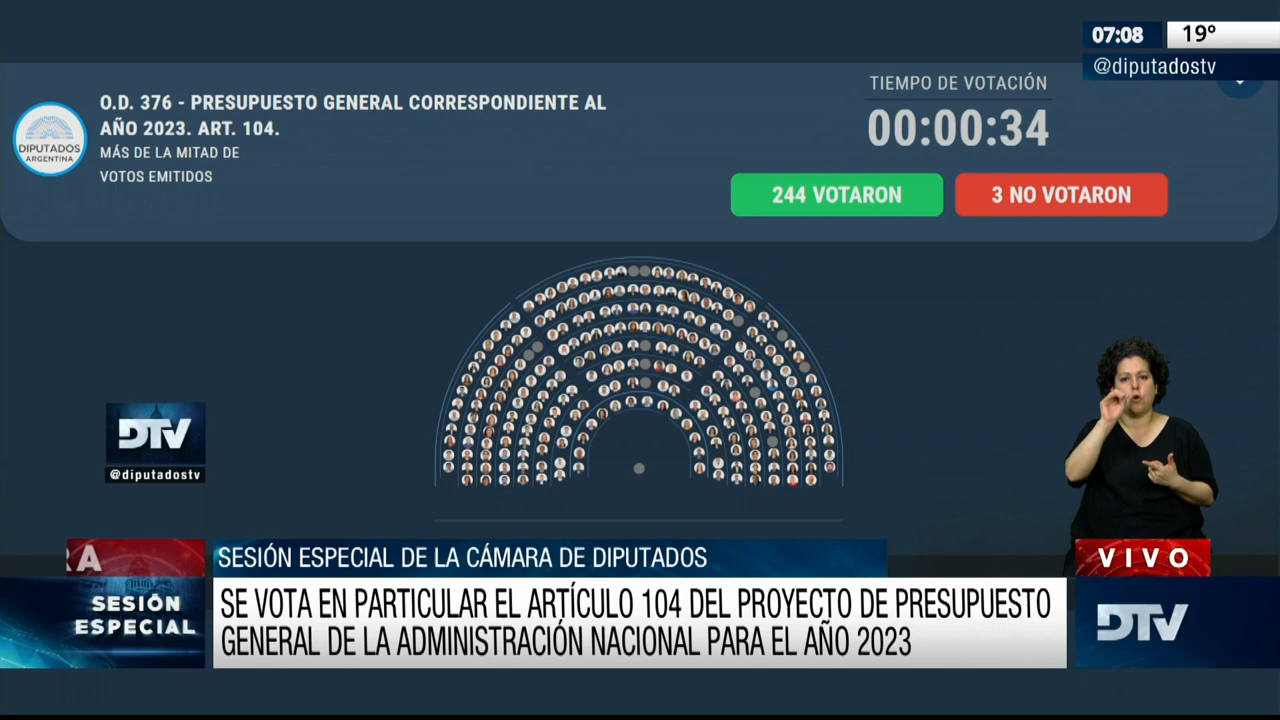 07:08
19°
@diputadostv
O.D. 376 - PRESUPUESTO GENERAL CORRESPONDIENTE AL
AÑO 2023. ART. 104.
MÁS DE LA MITAD DE
VOTOS EMITIDOS
DIPUTADOS
ARGENTINA
TIEMPO DE VOTACIÓN
00:00:34
244 VOTARON
3 NO VOTARON
DTV
@diputadostv
RA
SESIÓN ESPECIAL DE LA CÁMARA DE DIPUTADOS
VIVO
SESIÓN
ESPECIAL
SE VOTA EN PARTICULAR EL ARTÍCULO 104 DEL PROYECTO DE PRESUPUESTO
GENERAL DE LA ADMINISTRACIÓN NACIONAL PARA EL AÑO 2023
DTV